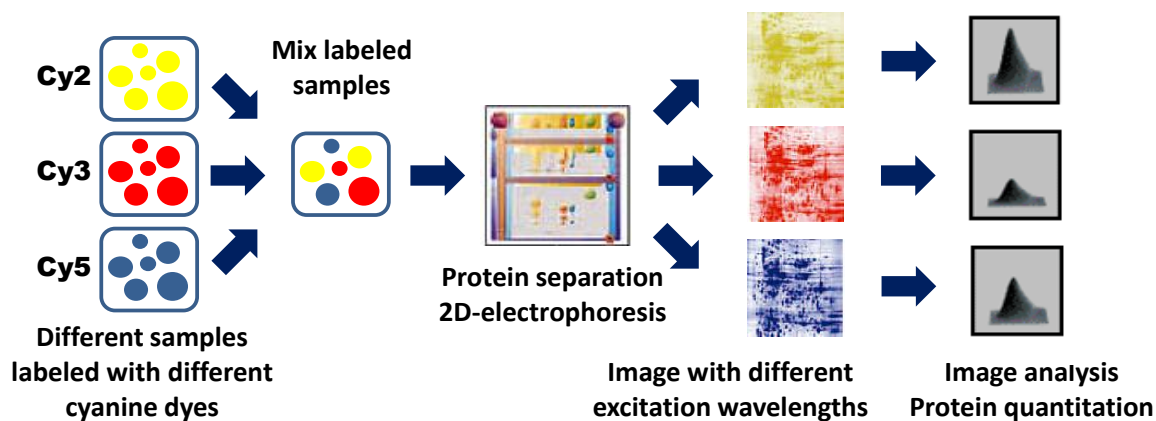 Cy2
Cy3
Cy5
Different samples
labeled with different
cyanine dyes
Mix labeled
samples
Protein separation
2D-electrophoresis
Image with different
excitation wavelengths
Image analysis
Protein quantitation